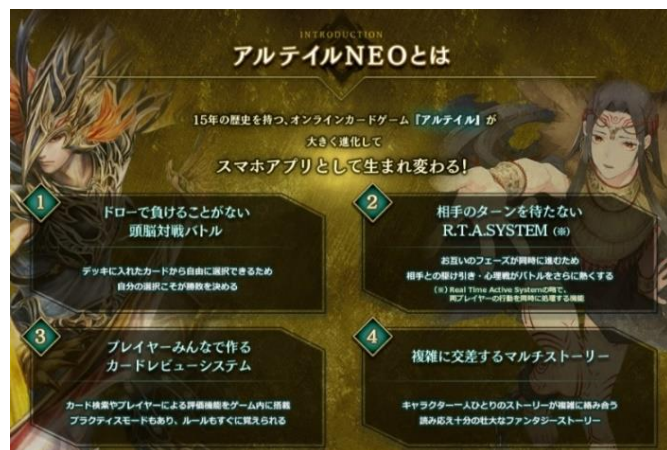 INTRODUCTION
アルテイルNEOとは
15年の歴史を持つ、オンラインカードゲーム『アルテイル』が
大きく進化して
スマホアプリとして生まれ変わる!
1
ドローで負けることがない
頭脳対戦バトル
デッキに入れたカードから自由に選択できるため
自分の選択こそが勝敗を決める
2
相手のターンを待たない
R.T.A.SYSTEM (※)
お互いのフェーズが同時に進むため
相手との駆け引き・心理戦がバトルをさらに熱くする
(※) Real Time Active Systemの略で、
両プレイヤーの行動を同時に処理する機能
3
プレイヤーみんなで作る
カードレビューシステム
カード検索やプレイヤーによる評価機能をゲーム内に搭載
プラクティスモードもあり、ルールもすぐに覚えられる
4
複雑に交差するマルチストーリー
キャラクター一人ひとりのストーリーが複雑に絡み合う
読み応え十分の壮大なファンタジーストーリー